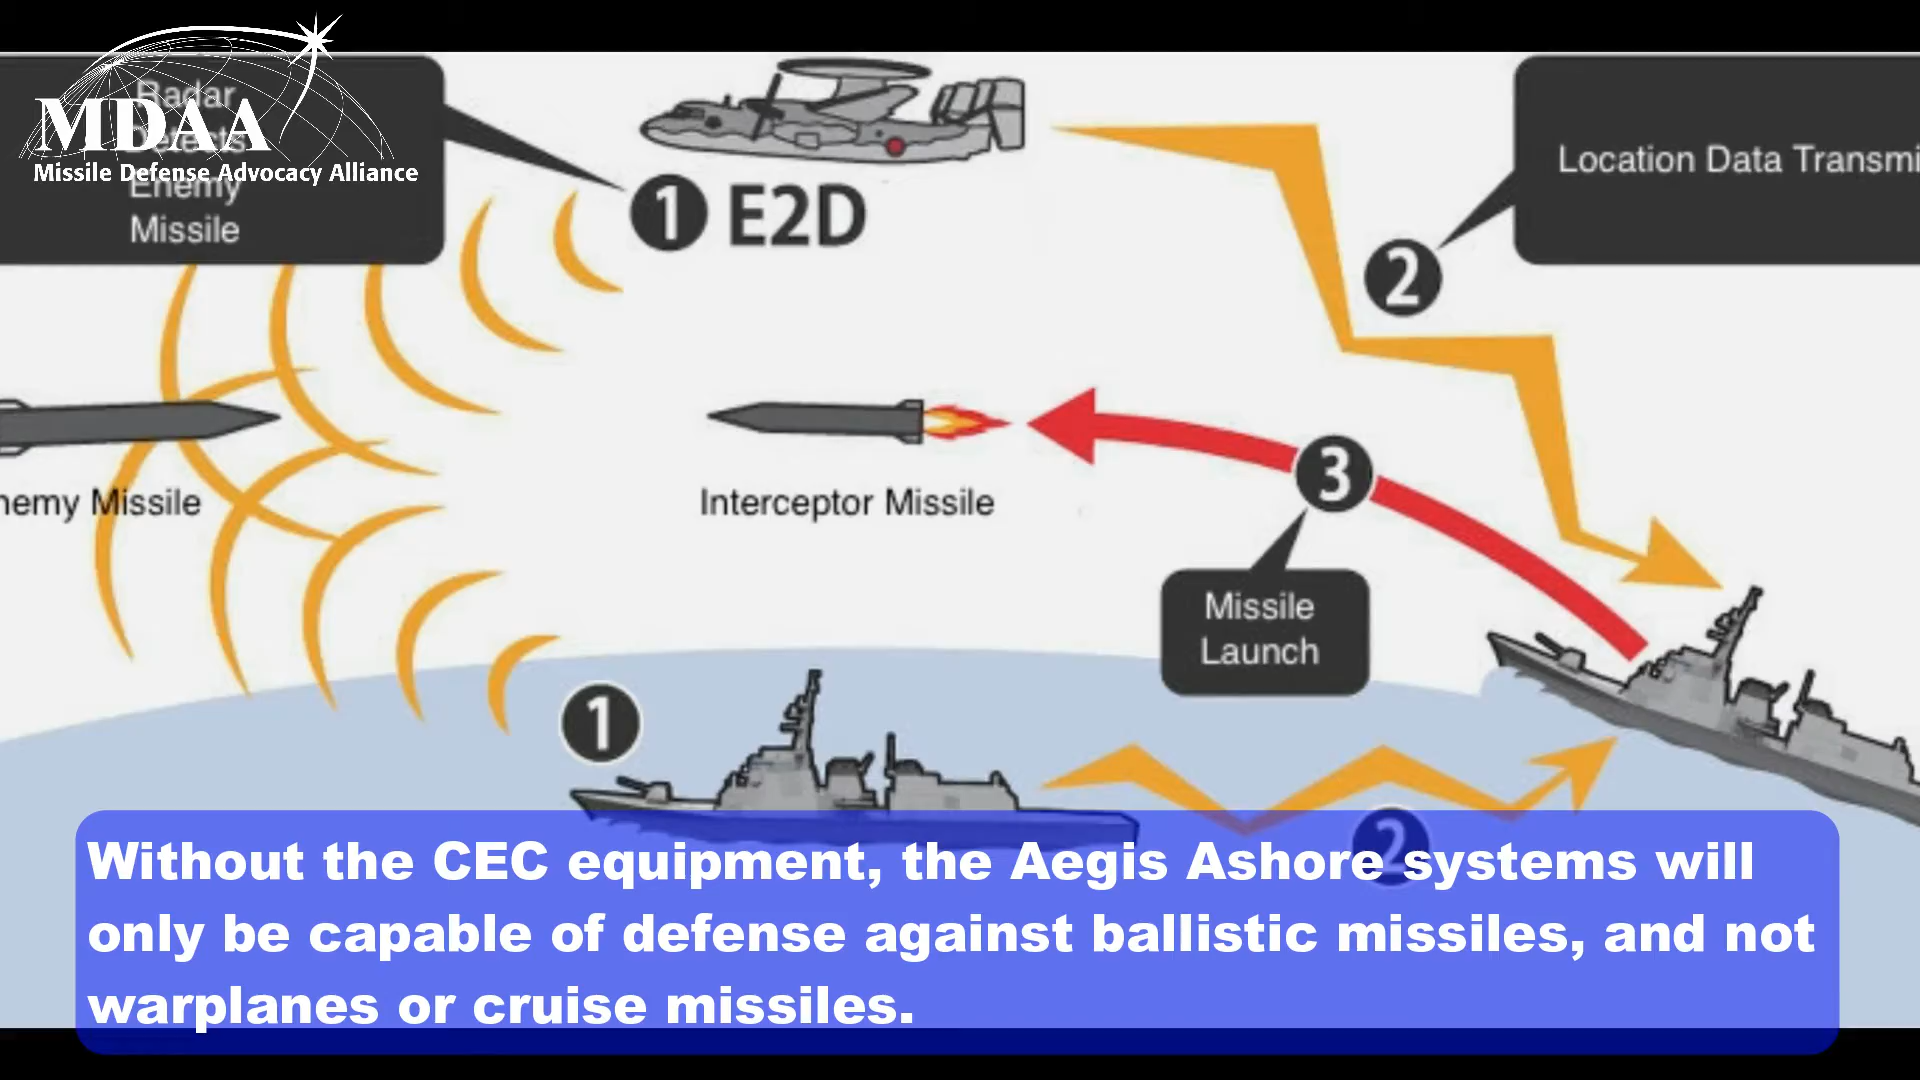 MDAA
Missile Defense Advocacy Alliance
Radar
Detects
Enemy
Missile
1 E2D
2
Location Data Transmi
nemy Missile
Interceptor Missile
3
Missile
Launch
1
2
Without the CEC equipment, the Aegis Ashore systems will
only be capable of defense against ballistic missiles, and not
warplanes or cruise missiles.